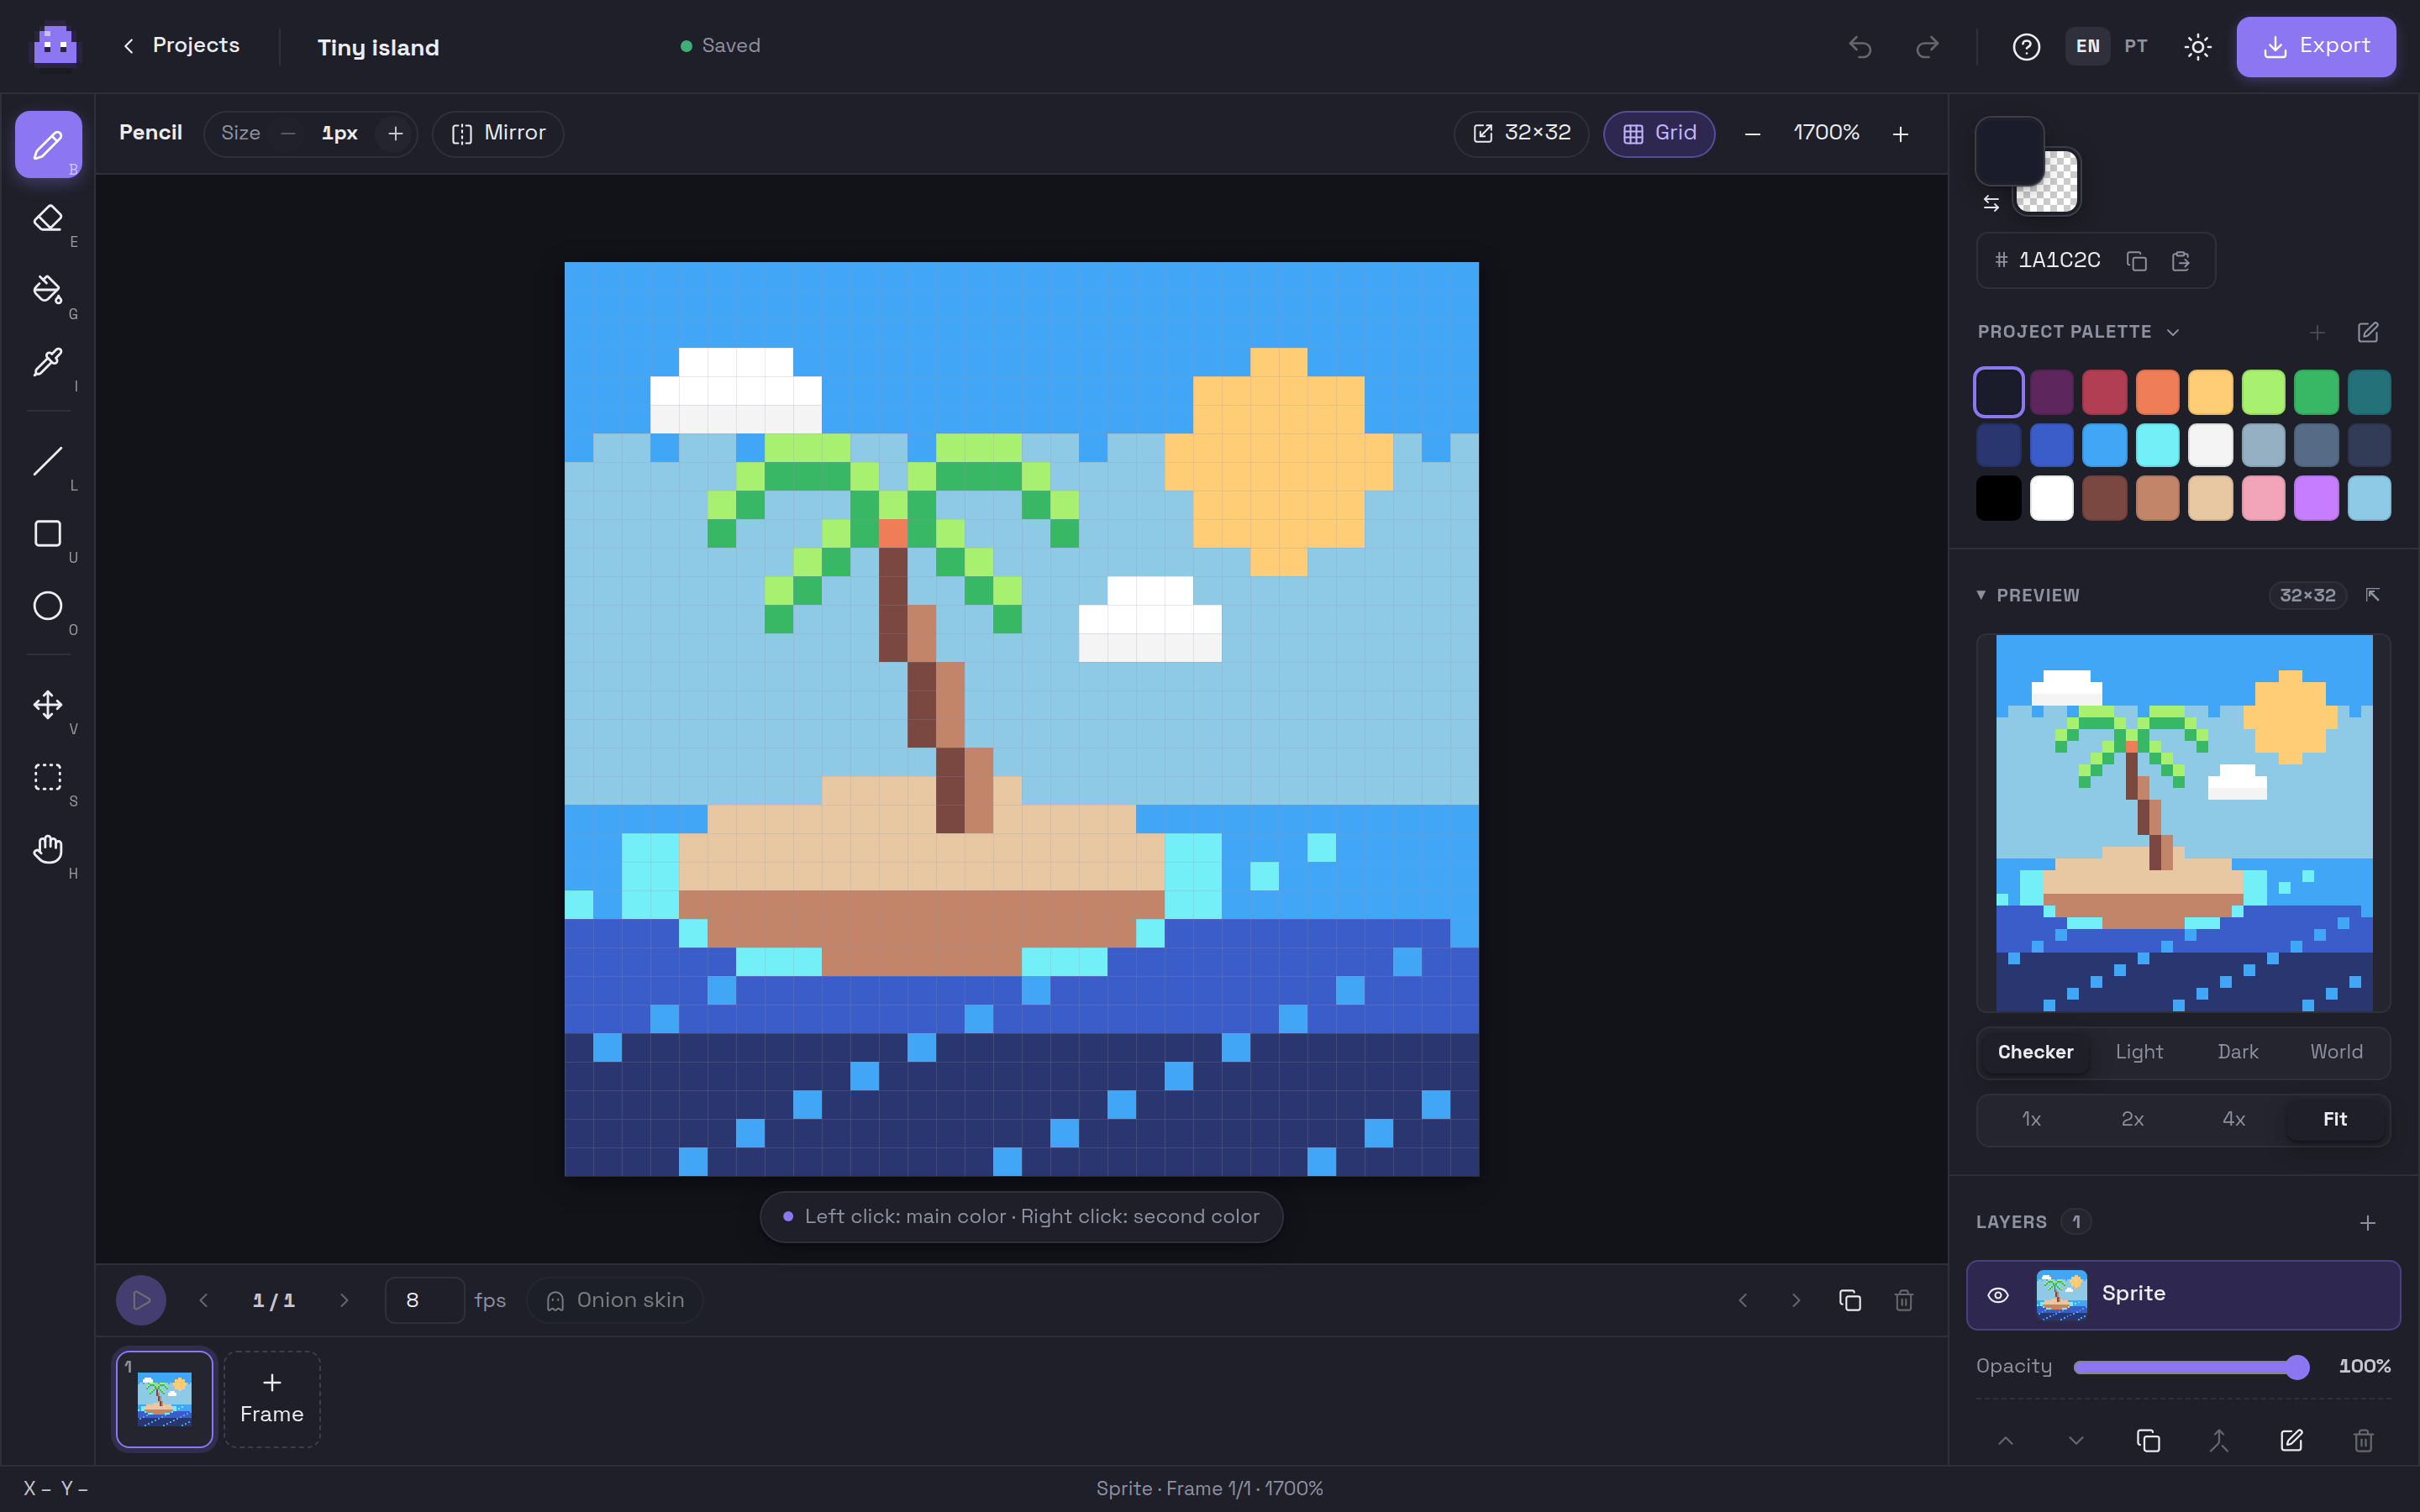 Projects
Tiny island
Saved
EN PT
Export
Pencil
Size 1px
Mirror
32×32
Grid
1700%
B
E
G
I
L
U
O
V
S
H
# 1A1C2C
PROJECT PALETTE
PREVIEW 32×32
Checker Light Dark World
1x 2x 4x Fit
LAYERS 1
Sprite
Opacity 100%
Left click: main color · Right click: second color
1 / 1
8 fps
Onion skin
1
Frame
X – Y –
Sprite · Frame 1/1 · 1700%